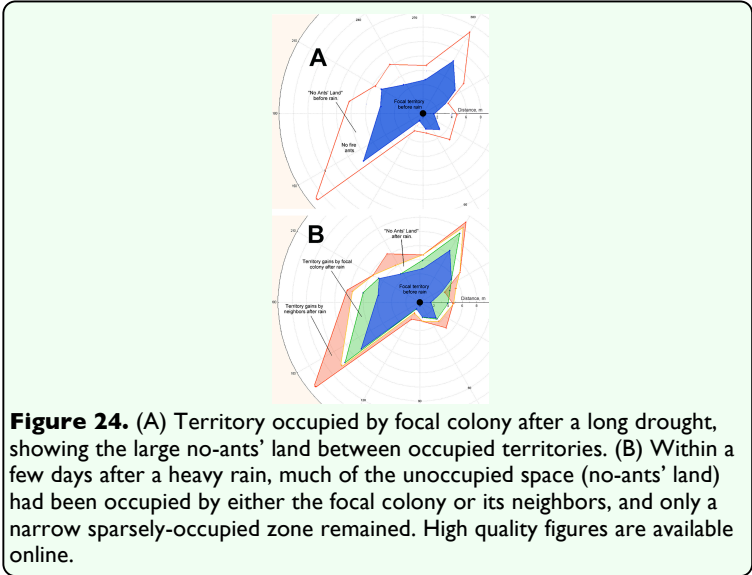 A
"No Ants' Land"
before rain.
Focal territory
before rain
Distance, m
No fire
ants.
B
"No Ants' Land"
after rain.
Territory gains by focal
colony after rain
Focal territory
before rain
Distance, m
Territory gains by
neighbors after rain
Figure 24. (A) Territory occupied by focal colony after a long drought,
showing the large no-ants' land between occupied territories. (B) Within a
few days after a heavy rain, much of the unoccupied space (no-ants' land)
had been occupied by either the focal colony or its neighbors, and only a
narrow sparsely-occupied zone remained. High quality figures are available
online.